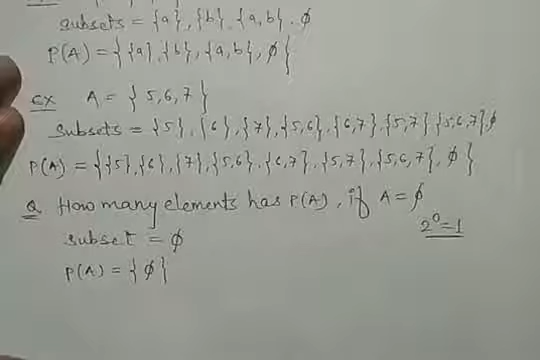 subsets = {a}, {b}, {a,b}. ϕ
P(A) = { {a}, {b}, {a,b}, ϕ }
Ex A = { 5,6,7 }
Subsets = {5}, {6}, {7}, {5,6}, {6,7}, {5,7}, {5,6,7}, ϕ
P(A) = { {5}, {6}, {7}, {5,6}, {6,7}, {5,7}, {5,6,7}, ϕ }
Q How many elements has P(A), if A = ϕ
2⁰=1
subset = ϕ
P(A) = { ϕ }